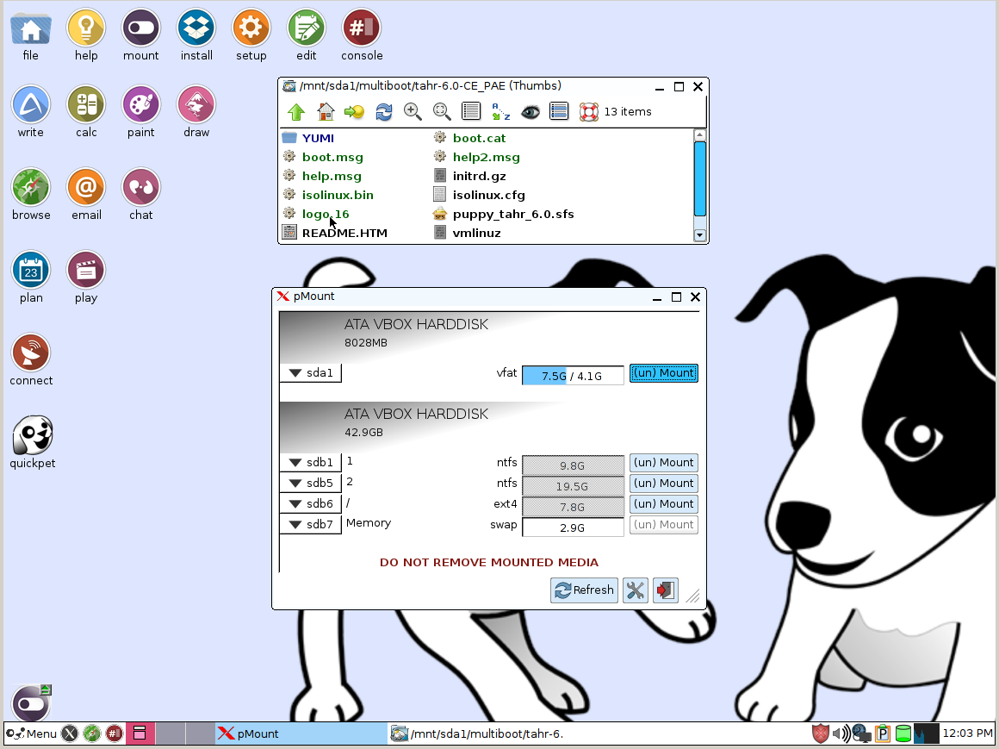 file help mount install setup edit console
write calc paint draw
browse email chat
23
plan play
connect
quickpet
/mnt/sda1/multiboot/tahr-6.0-CE_PAE (Thumbs)
A Z 13 items
YUMI boot.cat
boot.msg help2.msg
help.msg initrd.gz
isolinux.bin isolinux.cfg
logo.16 puppy_tahr_6.0.sfs
README.HTM vmlinuz
pMount
ATA VBOX HARDDISK
8028MB
sda1 vfat 7.5G / 4.1G (un) Mount
ATA VBOX HARDDISK
42.9GB
sdb1 1 ntfs 9.8G (un) Mount
sdb5 2 ntfs 19.5G (un) Mount
sdb6 / ext4 7.8G (un) Mount
sdb7 Memory swap 2.9G (un) Mount
DO NOT REMOVE MOUNTED MEDIA
Refresh
Menu X #‖ pMount /mnt/sda1/multiboot/tahr-6. P 12:03 PM